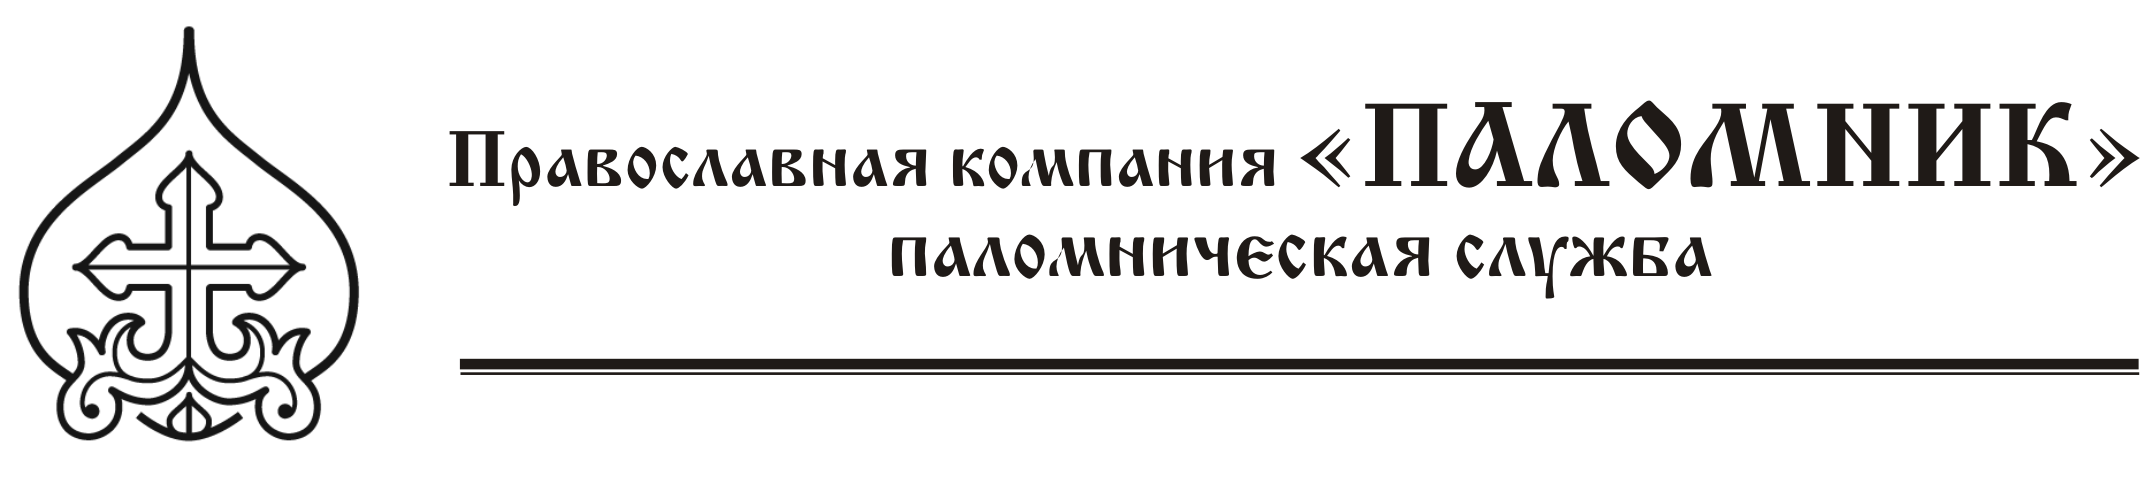 Православная компания «ПАЛОМНИК»
паломническая служба